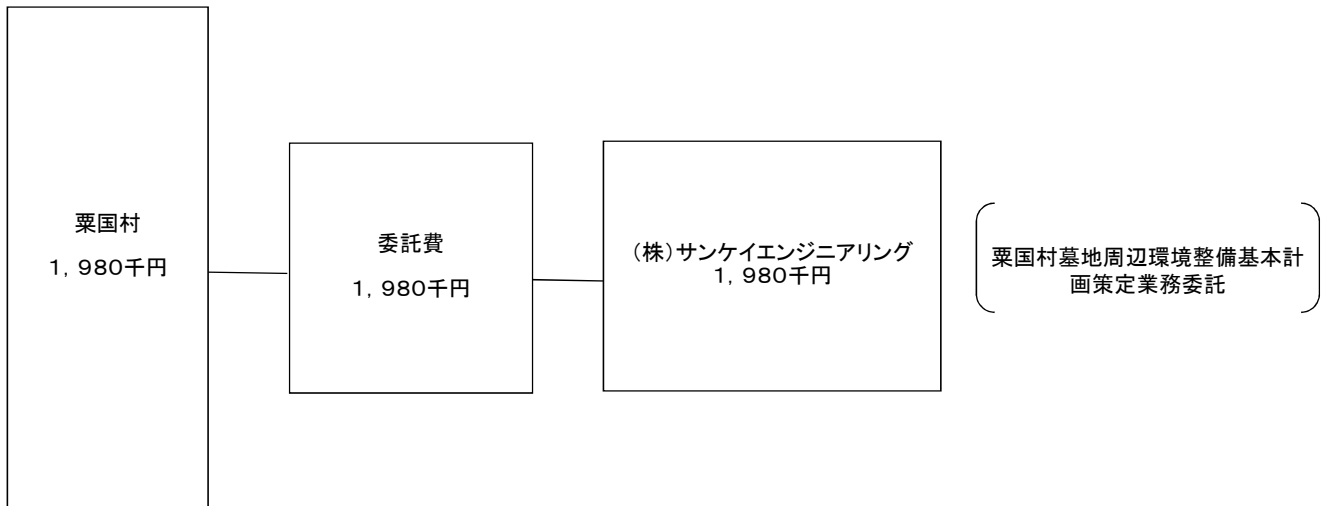 粟国村
1，980千円
委託費
1，980千円
（株）サンケイエンジニアリング
1，980千円
粟国村墓地周辺環境整備基本計
画策定業務委託